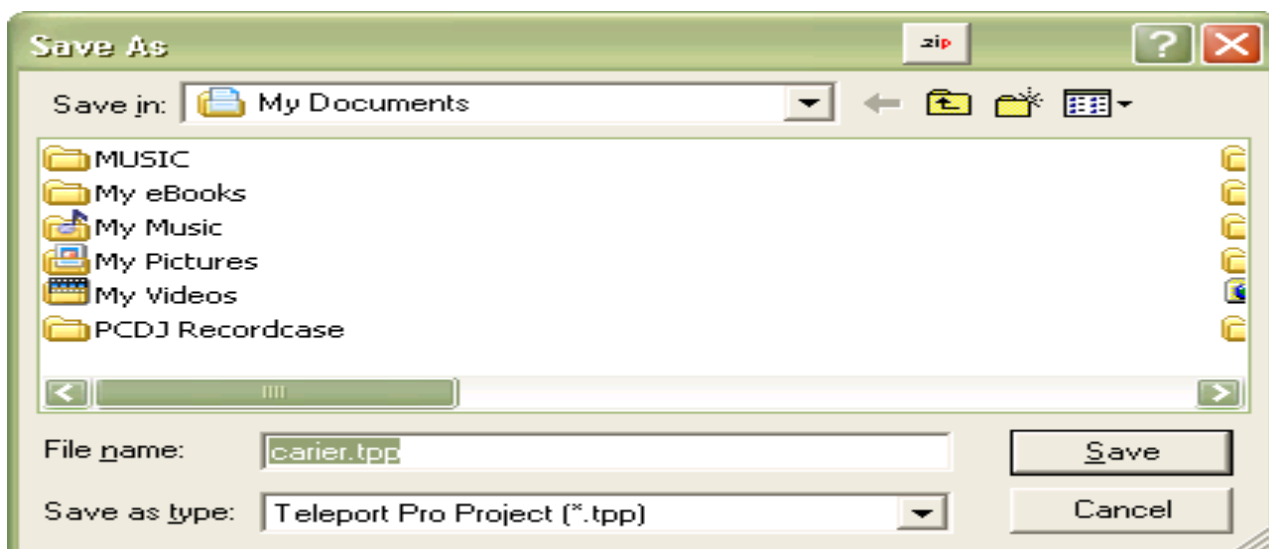 Save As
.zip
?
Save in: My Documents
MUSIC
My eBooks
My Music
My Pictures
My Videos
PCDJ Recordcase
File name: carier.tpp
Save
Save as type: Teleport Pro Project (*.tpp)
Cancel